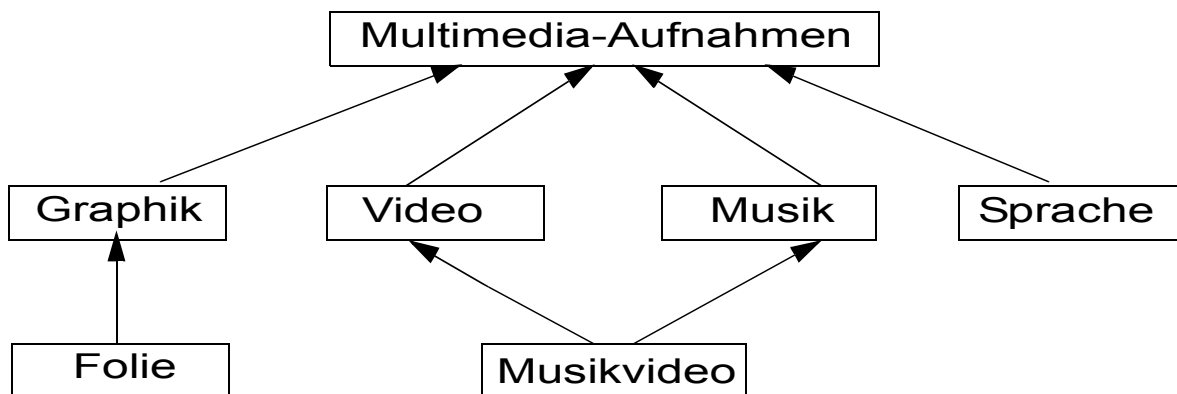 Multimedia-Aufnahmen
Graphik
Video
Musik
Sprache
Folie
Musikvideo